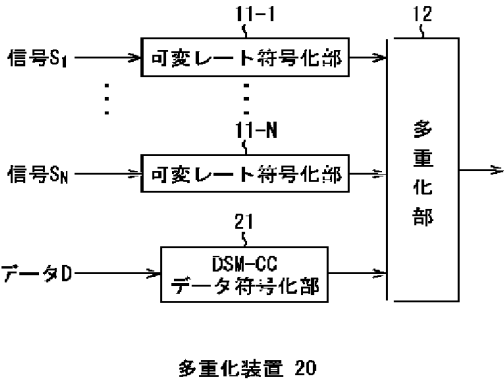 11-1
12
信号S1
可変レート符号化部
11-N
信号SN
可変レート符号化部
多重化部
21
データD
DSM-CC
データ符号化部
多重化装置 20